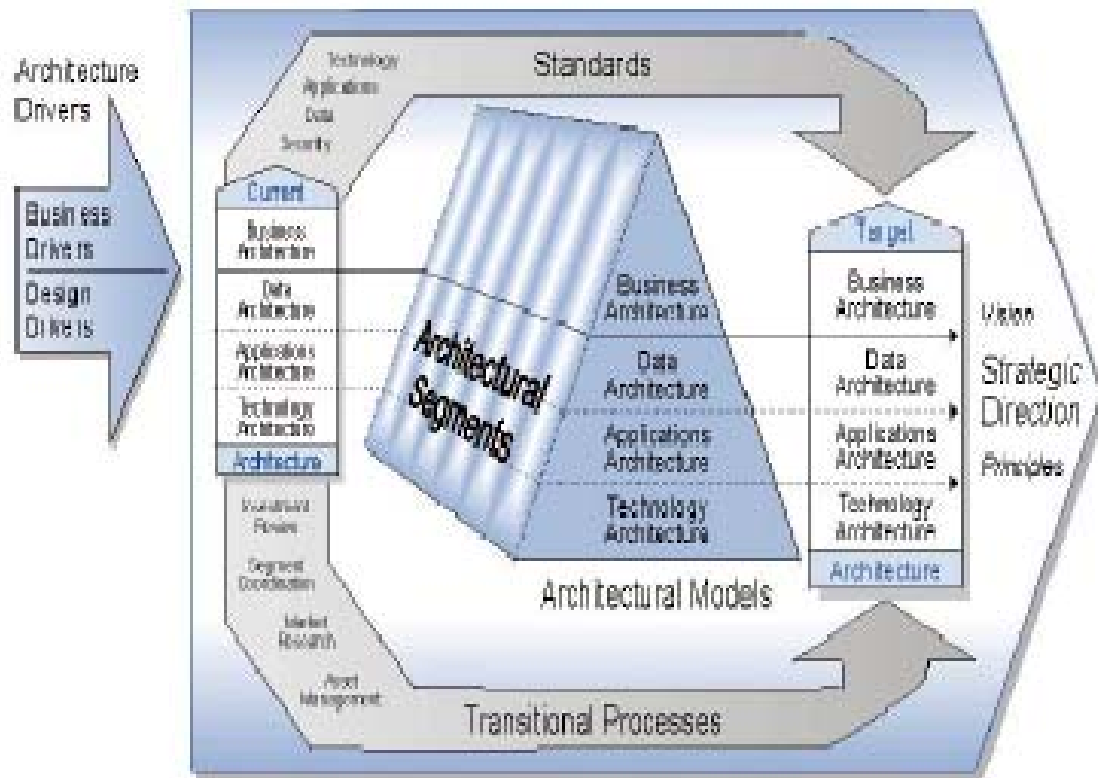 Architecture
Drivers
Business
Drivers
Design
Drivers
Technology
Applications
Data
Security
Standards
Current
Business
Architecture
Data
Architecture
Applications
Architecture
Technology
Architecture
Architecture
Architectural
Segments
Business
Architecture
Data
Architecture
Applications
Architecture
Technology
Architecture
Architectural Models
Target
Business
Architecture
Data
Architecture
Applications
Architecture
Technology
Architecture
Architecture
Vision
Strategic
Direction
Principles
Investment
Review
Segment
Coordination
Market
Research
Asset
Management
Transitional Processes